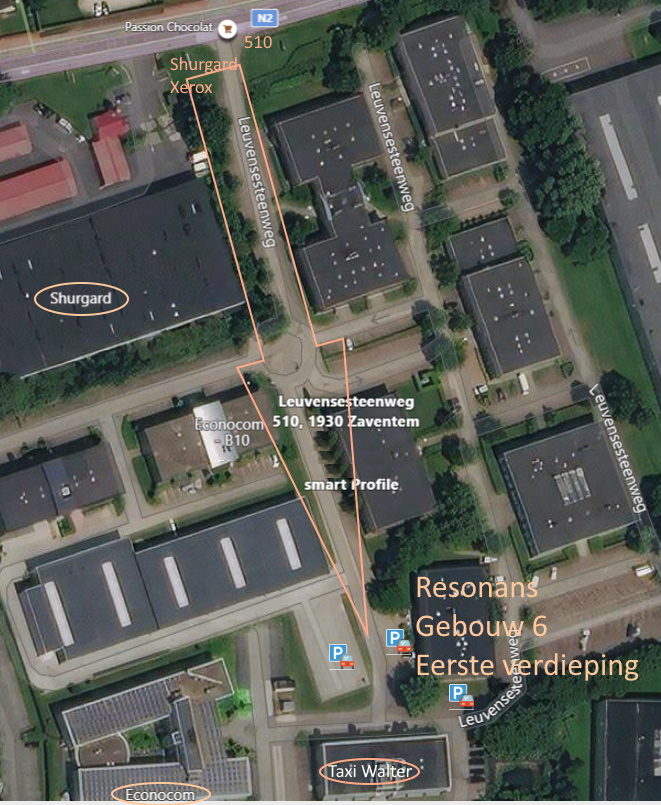 Passion Chocolat
N2
510
Shurgard
Xerox
Leuvensesteenweg
Leuvensesteenweg
Shurgard
Leuvensesteenweg
510, 1930 Zaventem
Econocom
- B10
Leuvensesteenweg
smart Profile
Resonans
Gebouw 6
Eerste verdieping
P
P
P
Leuvensesteenweg
Taxi Walter
Econocom